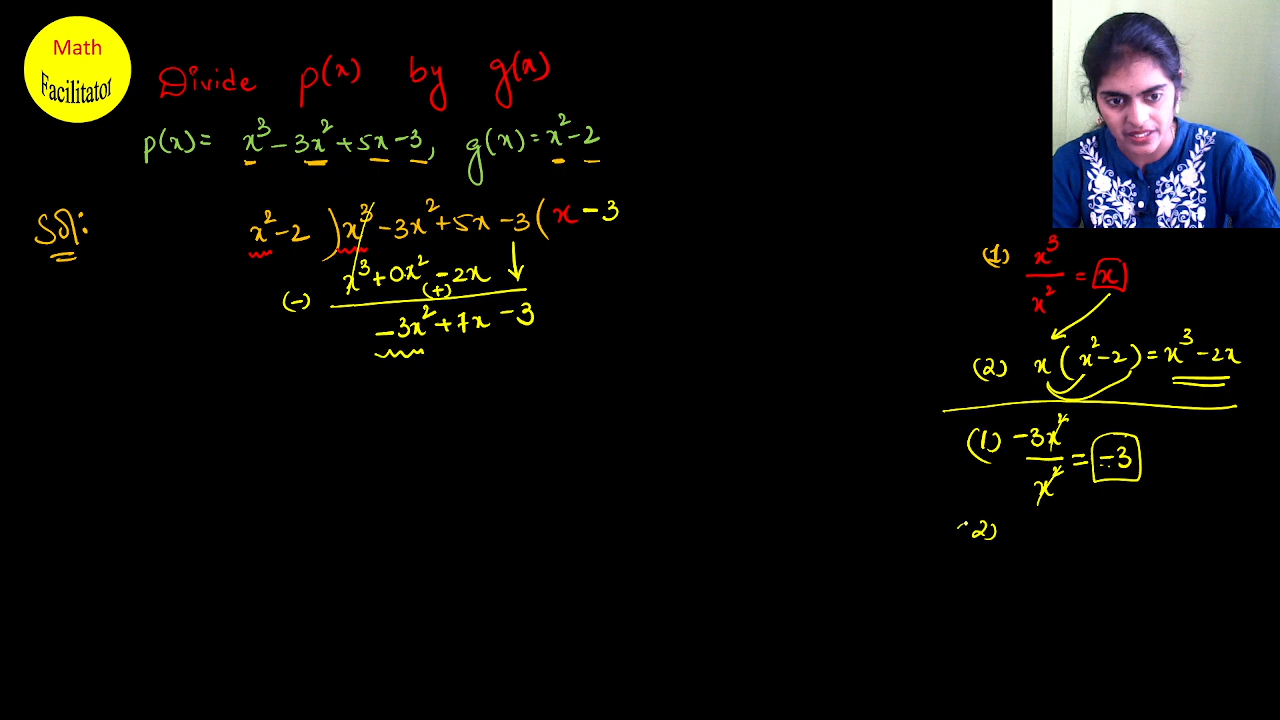 Math
Facilitator
Divide p(x) by g(x)
p(x) = x³ - 3x² + 5x - 3, g(x) = x² - 2
Sol:
x² - 2 ) x³ - 3x² + 5x - 3 ( x - 3
x³ + 0x² - 2x
(-) (+)
-3x² + 7x - 3
(1) x³/x² = x
(2) x(x² - 2) = x³ - 2x
(1) -3x²/x² = -3
2)